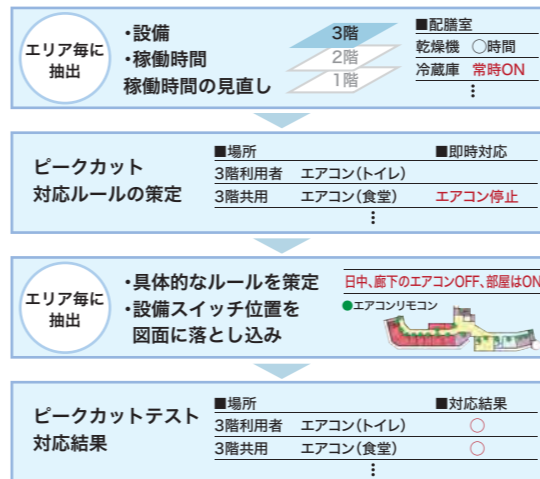 エリア毎に
抽出
・設備
・稼働時間
稼働時間の見直し
3階
2階
1階
■配膳室
乾燥機 ○時間
冷蔵庫 常時ON
⋮
ピークカット
対応ルールの策定
■場所 ■即時対応
3階利用者 エアコン(トイレ)
3階共用 エアコン(食堂) エアコン停止
⋮
エリア毎に
抽出
・具体的なルールを策定
・設備スイッチ位置を
図面に落とし込み
日中、廊下のエアコンOFF、部屋はON
●エアコンリモコン
ピークカットテスト
対応結果
■場所 ■対応結果
3階利用者 エアコン(トイレ) ○
3階共用 エアコン(食堂) ○
⋮